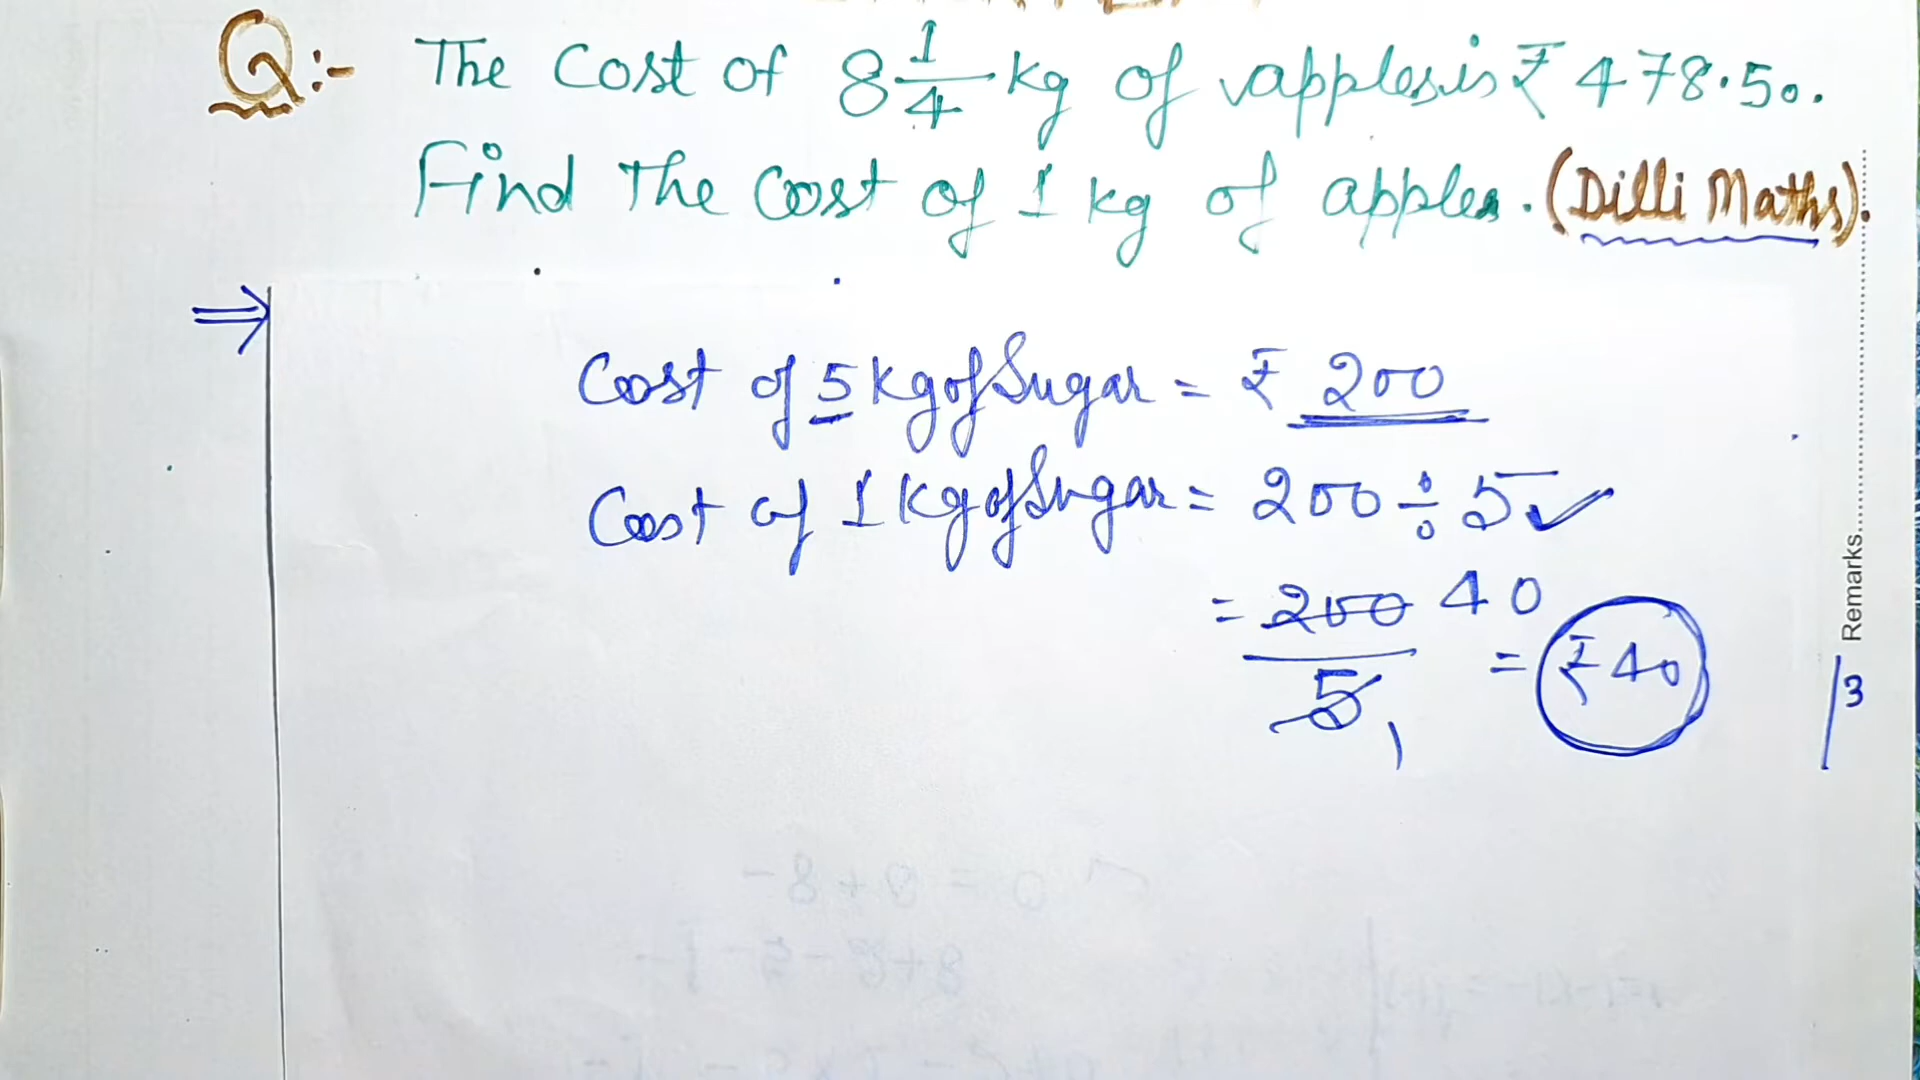 Q:- The Cost of 8 1/4 kg of apples is ₹ 478.50.
Find The Cost of 1 kg of apples. (Dilli Maths).
⇒ Cost of 5 kg of Sugar = ₹ 200
Cost of 1 kg of Sugar = 200 ÷ 5 ✓
= 200/5 40 1 = ₹ 40
Remarks
3